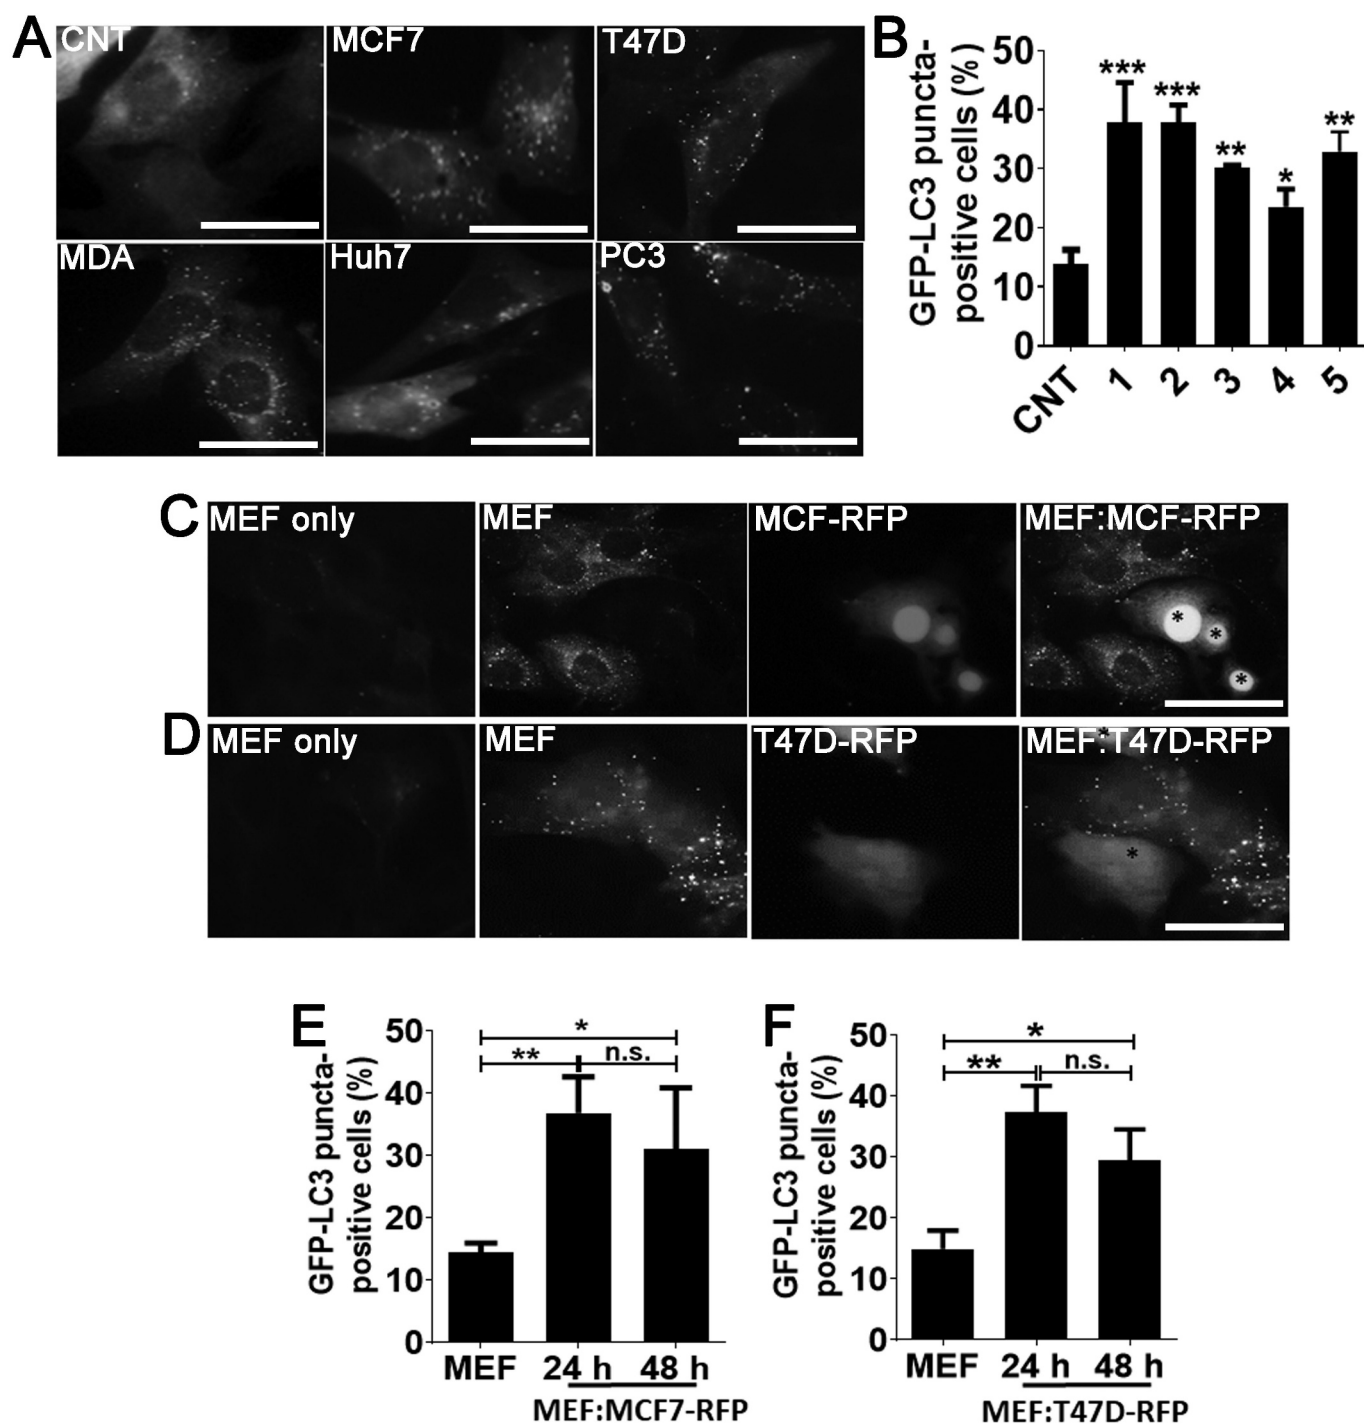 A
CNT
MCF7
T47D
MDA
Huh7
PC3
B
GFP-LC3 puncta-
positive cells (%)
50
40
30
20
10
0
***
***
**
*
**
CNT
1
2
3
4
5
C
MEF only
MEF
MCF-RFP
MEF:MCF-RFP
*
*
*
D
MEF only
MEF
T47D-RFP
MEF:T47D-RFP
*
*
E
GFP-LC3 puncta-
positive cells (%)
50
40
30
20
10
0
*
**
n.s.
MEF
24 h
48 h
MEF:MCF7-RFP
F
GFP-LC3 puncta-
positive cells (%)
50
40
30
20
10
0
*
**
n.s.
MEF
24 h
48 h
MEF:T47D-RFP